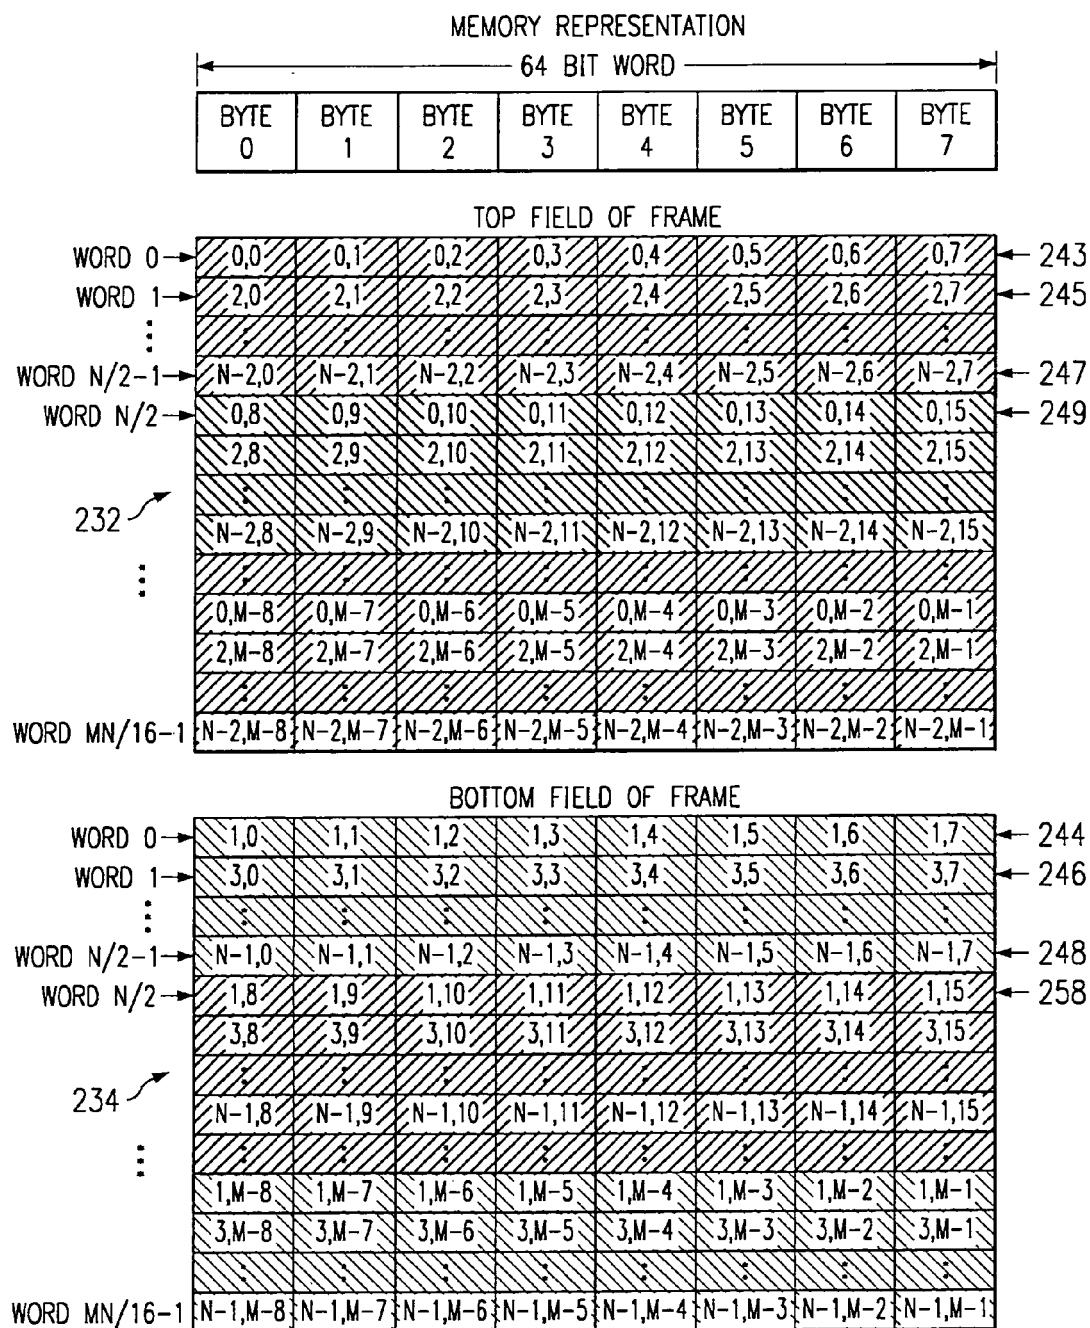 MEMORY REPRESENTATION
64 BIT WORD
BYTE 0 BYTE 1 BYTE 2 BYTE 3 BYTE 4 BYTE 5 BYTE 6 BYTE 7
TOP FIELD OF FRAME
WORD 0 0,0 0,1 0,2 0,3 0,4 0,5 0,6 0,7 243
WORD 1 2,0 2,1 2,2 2,3 2,4 2,5 2,6 2,7 245
WORD N/2-1 N-2,0 N-2,1 N-2,2 N-2,3 N-2,4 N-2,5 N-2,6 N-2,7 247
WORD N/2 0,8 0,9 0,10 0,11 0,12 0,13 0,14 0,15 249
2,8 2,9 2,10 2,11 2,12 2,13 2,14 2,15
232
N-2,8 N-2,9 N-2,10 N-2,11 N-2,12 N-2,13 N-2,14 N-2,15
0,M-8 0,M-7 0,M-6 0,M-5 0,M-4 0,M-3 0,M-2 0,M-1
2,M-8 2,M-7 2,M-6 2,M-5 2,M-4 2,M-3 2,M-2 2,M-1
WORD MN/16-1 N-2,M-8 N-2,M-7 N-2,M-6 N-2,M-5 N-2,M-4 N-2,M-3 N-2,M-2 N-2,M-1
BOTTOM FIELD OF FRAME
WORD 0 1,0 1,1 1,2 1,3 1,4 1,5 1,6 1,7 244
WORD 1 3,0 3,1 3,2 3,3 3,4 3,5 3,6 3,7 246
WORD N/2-1 N-1,0 N-1,1 N-1,2 N-1,3 N-1,4 N-1,5 N-1,6 N-1,7 248
WORD N/2 1,8 1,9 1,10 1,11 1,12 1,13 1,14 1,15 258
3,8 3,9 3,10 3,11 3,12 3,13 3,14 3,15
234
N-1,8 N-1,9 N-1,10 N-1,11 N-1,12 N-1,13 N-1,14 N-1,15
1,M-8 1,M-7 1,M-6 1,M-5 1,M-4 1,M-3 1,M-2 1,M-1
3,M-8 3,M-7 3,M-6 3,M-5 3,M-4 3,M-3 3,M-2 3,M-1
WORD MN/16-1 N-1,M-8 N-1,M-7 N-1,M-6 N-1,M-5 N-1,M-4 N-1,M-3 N-1,M-2 N-1,M-1